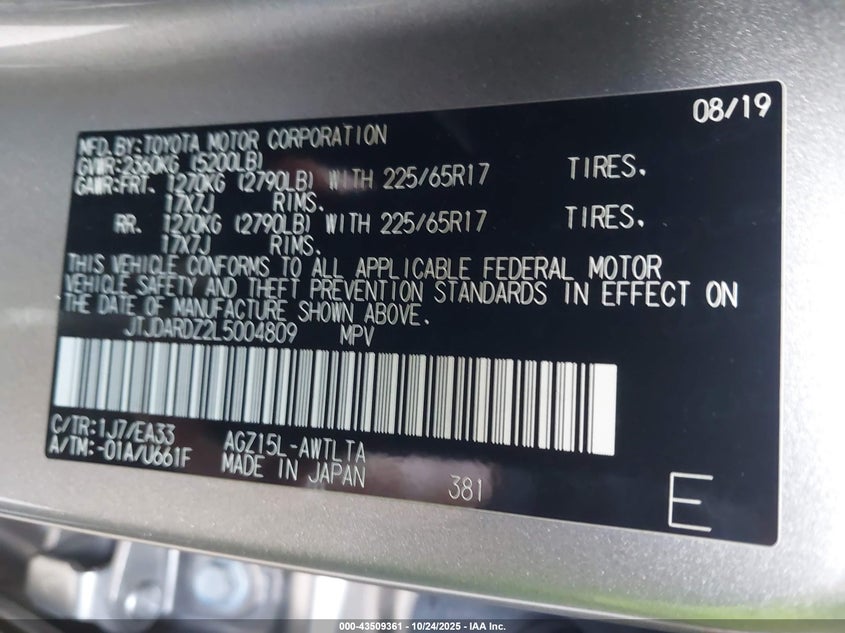 08/19
MFD.BY:TOYOTA MOTOR CORPORATION
GVWR:2360KG (5200LB)
GAWR:FRT. 1270KG (2790LB) WITH 225/65R17 TIRES.
17X7J RIMS.
RR. 1270KG (2790LB) WITH 225/65R17 TIRES.
17X7J RIMS.
THIS VEHICLE CONFORMS TO ALL APPLICABLE FEDERAL MOTOR
VEHICLE SAFETY AND THEFT PREVENTION STANDARDS IN EFFECT ON
THE DATE OF MANUFACTURE SHOWN ABOVE.
JTJDARDZ2L5004809 MPV
C/TR:1J7/EA33 AGZ15L-AWTLTA
A/TM:-01A/U661F MADE IN JAPAN 381
E
000-43509361 - 10/24/2025 - IAA Inc.